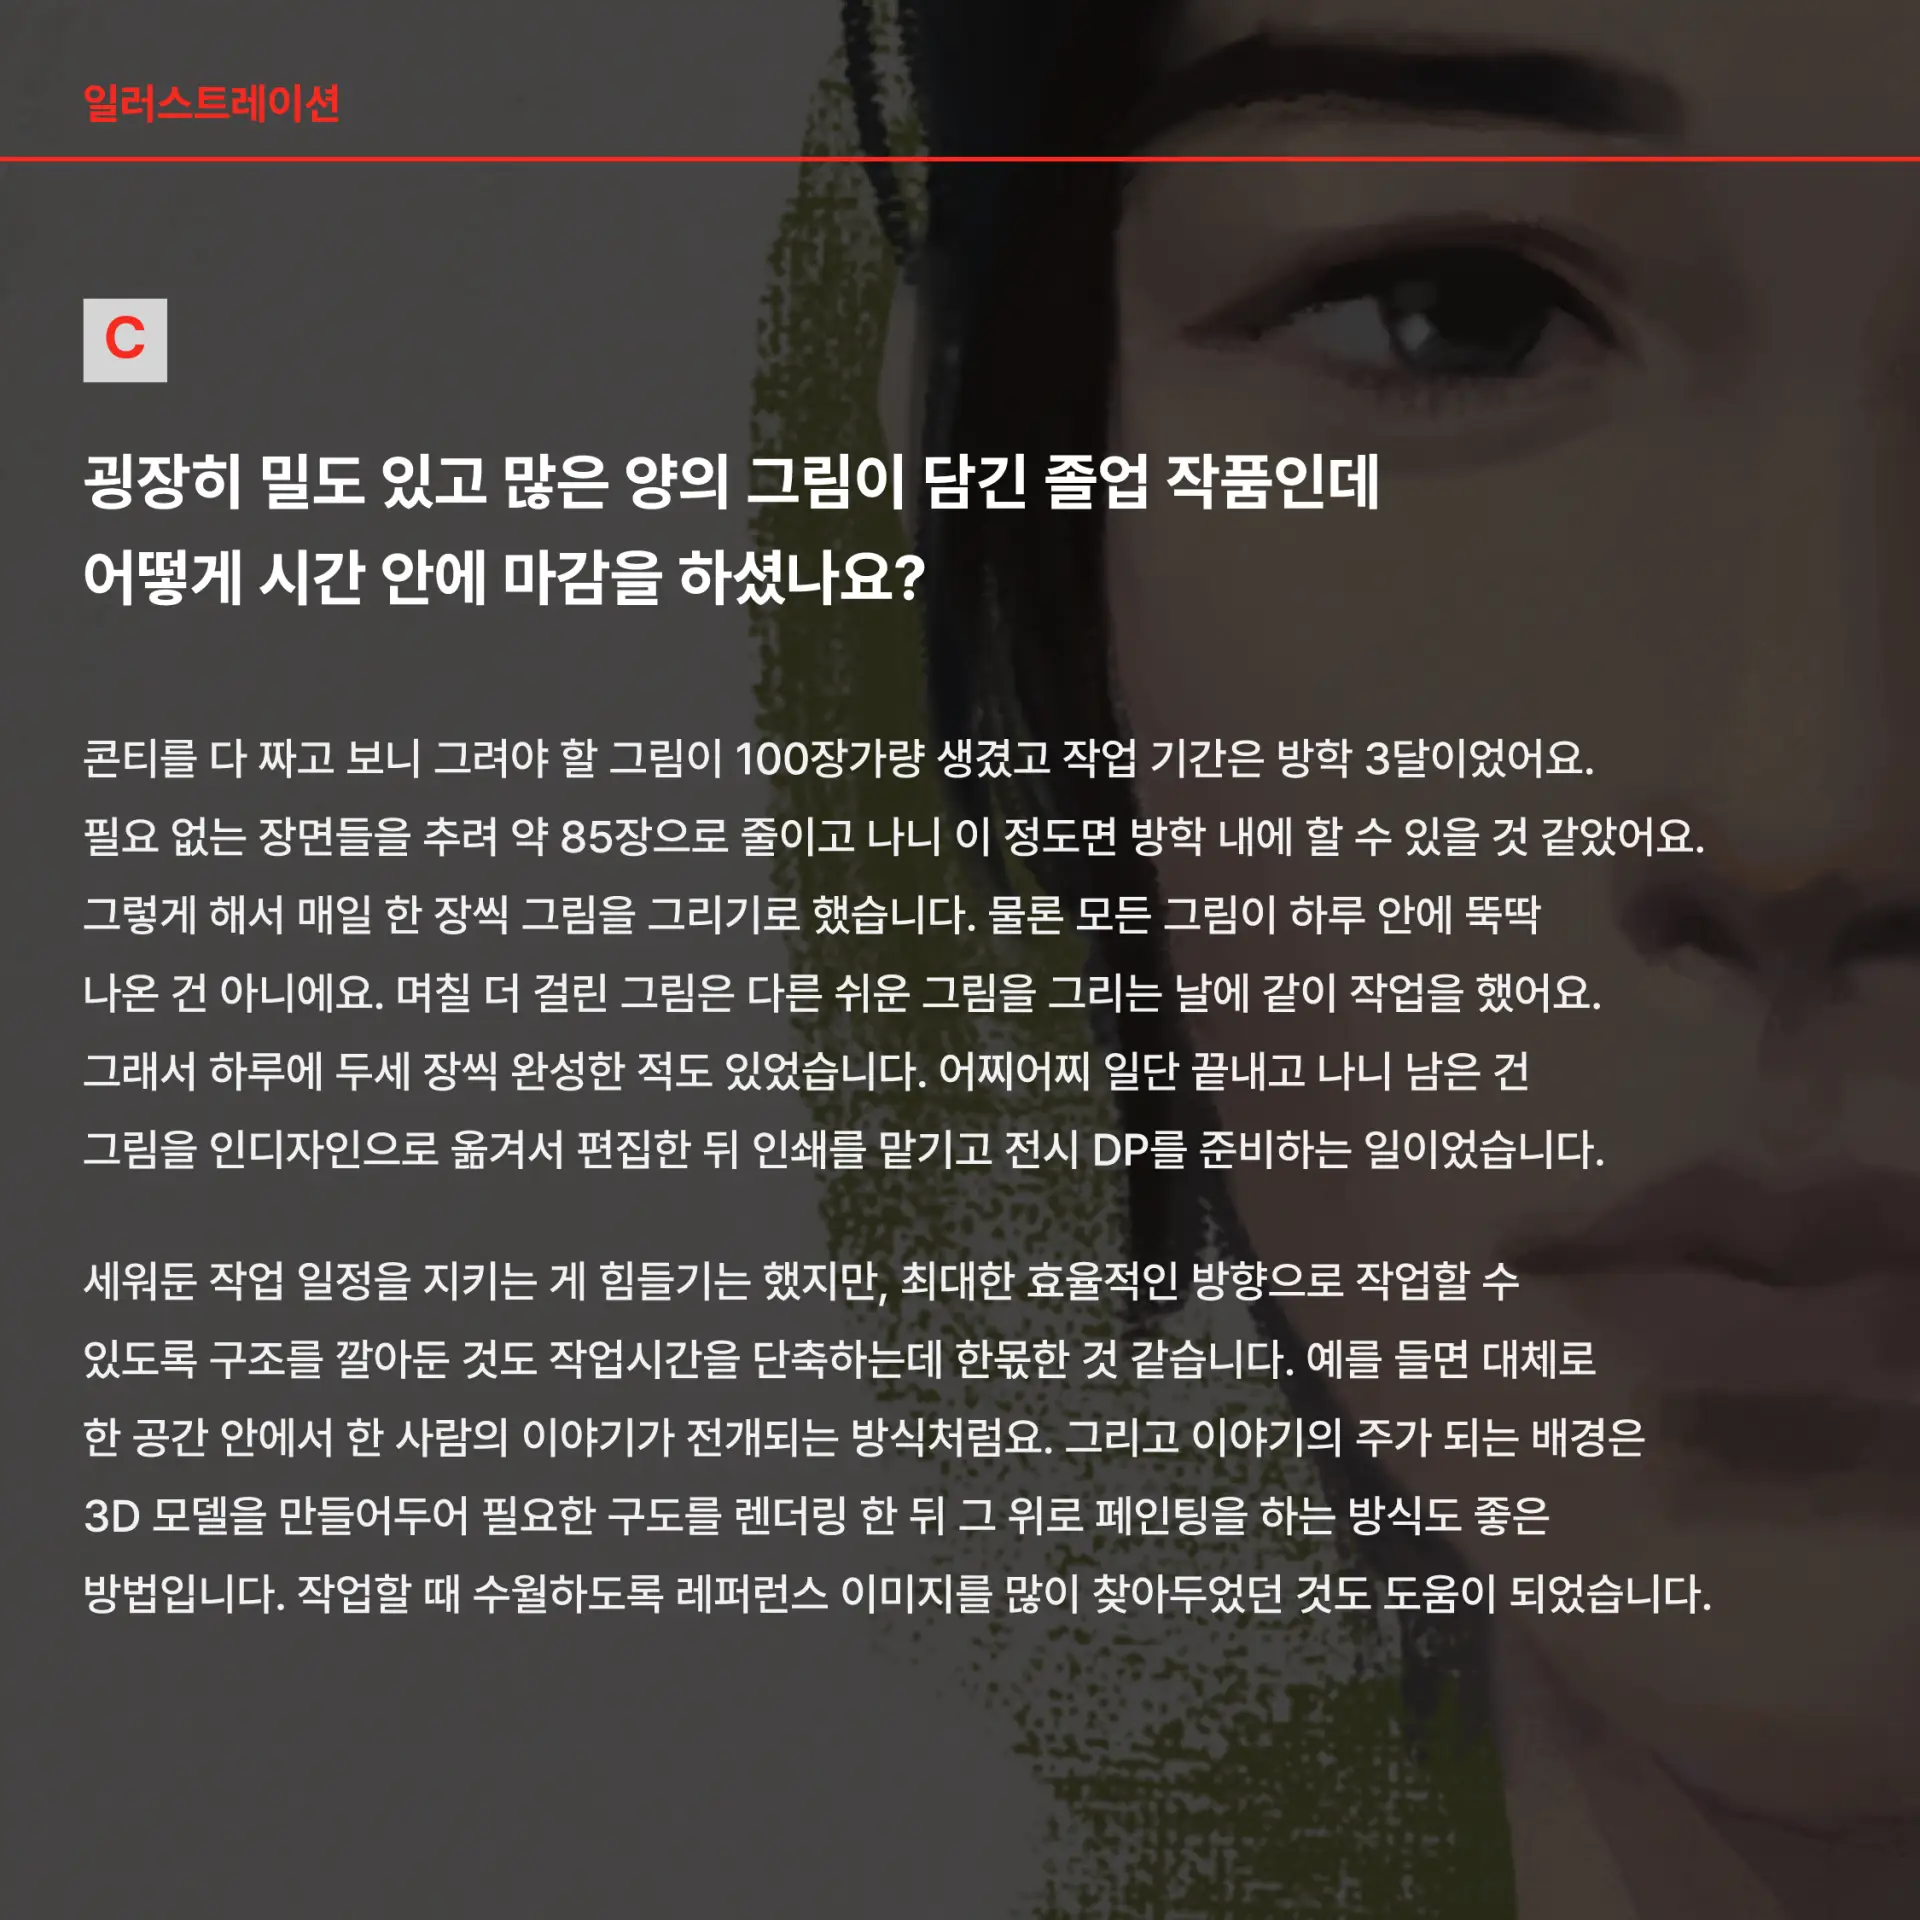 일러스트레이션
C
굉장히 밀도 있고 많은 양의 그림이 담긴 졸업 작품인데
어떻게 시간 안에 마감을 하셨나요?
콘티를 다 짜고 보니 그려야 할 그림이 100장가량 생겼고 작업 기간은 방학 3달이었어요.
필요 없는 장면들을 추려 약 85장으로 줄이고 나니 이 정도면 방학 내에 할 수 있을 것 같았어요.
그렇게 해서 매일 한 장씩 그림을 그리기로 했습니다. 물론 모든 그림이 하루 안에 뚝딱
나온 건 아니에요. 며칠 더 걸린 그림은 다른 쉬운 그림을 그리는 날에 같이 작업을 했어요.
그래서 하루에 두세 장씩 완성한 적도 있었습니다. 어찌어찌 일단 끝내고 나니 남은 건
그림을 인디자인으로 옮겨서 편집한 뒤 인쇄를 맡기고 전시 DP를 준비하는 일이었습니다.
세워둔 작업 일정을 지키는 게 힘들기는 했지만, 최대한 효율적인 방향으로 작업할 수
있도록 구조를 깔아둔 것도 작업시간을 단축하는데 한몫한 것 같습니다. 예를 들면 대체로
한 공간 안에서 한 사람의 이야기가 전개되는 방식처럼요. 그리고 이야기의 주가 되는 배경은
3D 모델을 만들어두어 필요한 구도를 렌더링 한 뒤 그 위로 페인팅을 하는 방식도 좋은
방법입니다. 작업할 때 수월하도록 레퍼런스 이미지를 많이 찾아두었던 것도 도움이 되었습니다.